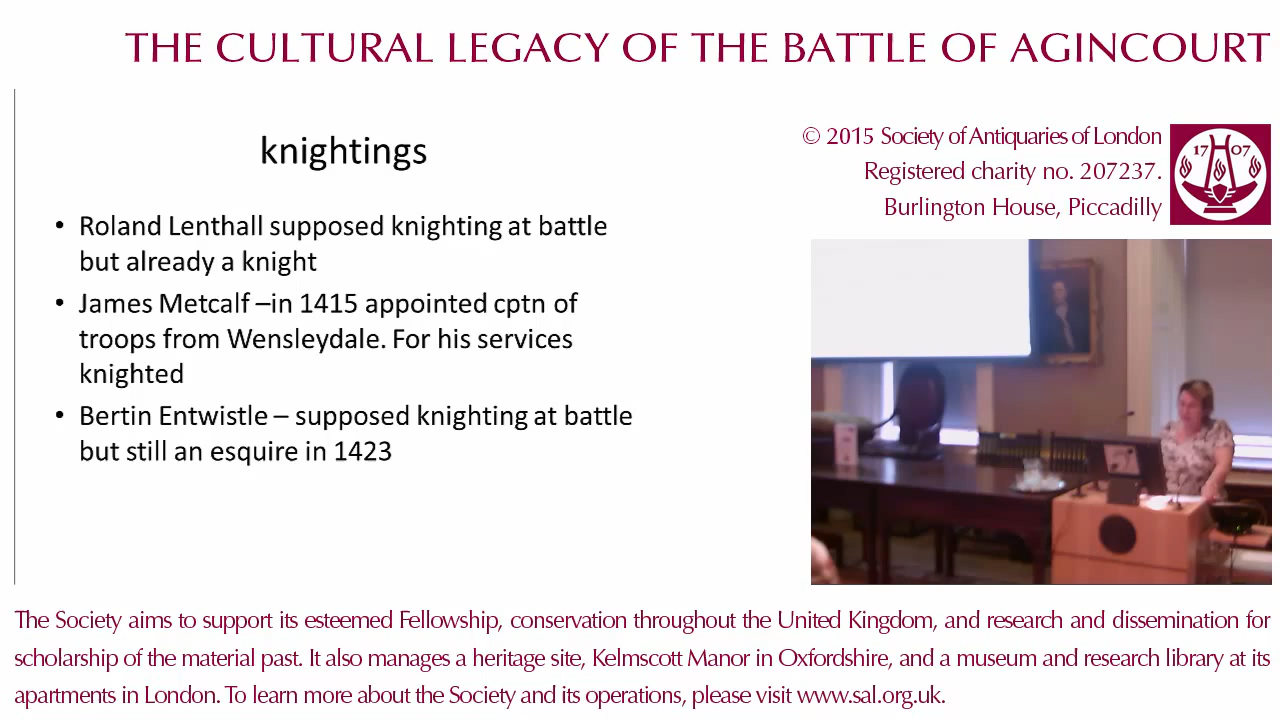 THE CULTURAL LEGACY OF THE BATTLE OF AGINCOURT
knightings
• Roland Lenthall supposed knighting at battle
but already a knight
• James Metcalf –in 1415 appointed cptn of
troops from Wensleydale. For his services
knighted
• Bertin Entwistle – supposed knighting at battle
but still an esquire in 1423
© 2015 Society of Antiquaries of London
Registered charity no. 207237.
Burlington House, Piccadilly
17 07
The Society aims to support its esteemed Fellowship, conservation throughout the United Kingdom, and research and dissemination for
scholarship of the material past. It also manages a heritage site, Kelmscott Manor in Oxfordshire, and a museum and research library at its
apartments in London. To learn more about the Society and its operations, please visit www.sal.org.uk.